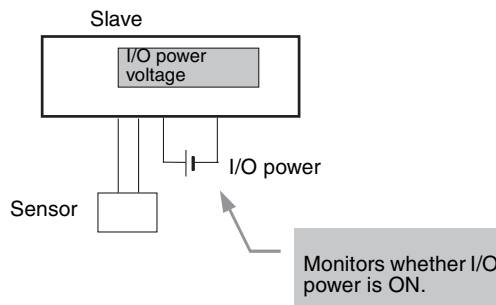 Slave
I/O power
voltage
I/O power
Sensor
Monitors whether I/O
power is ON.